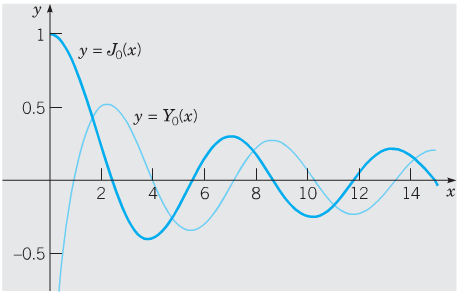 y
1
y = J₀(x)
0.5
y = Y₀(x)
2 4 6 8 10 12 14 x
−0.5